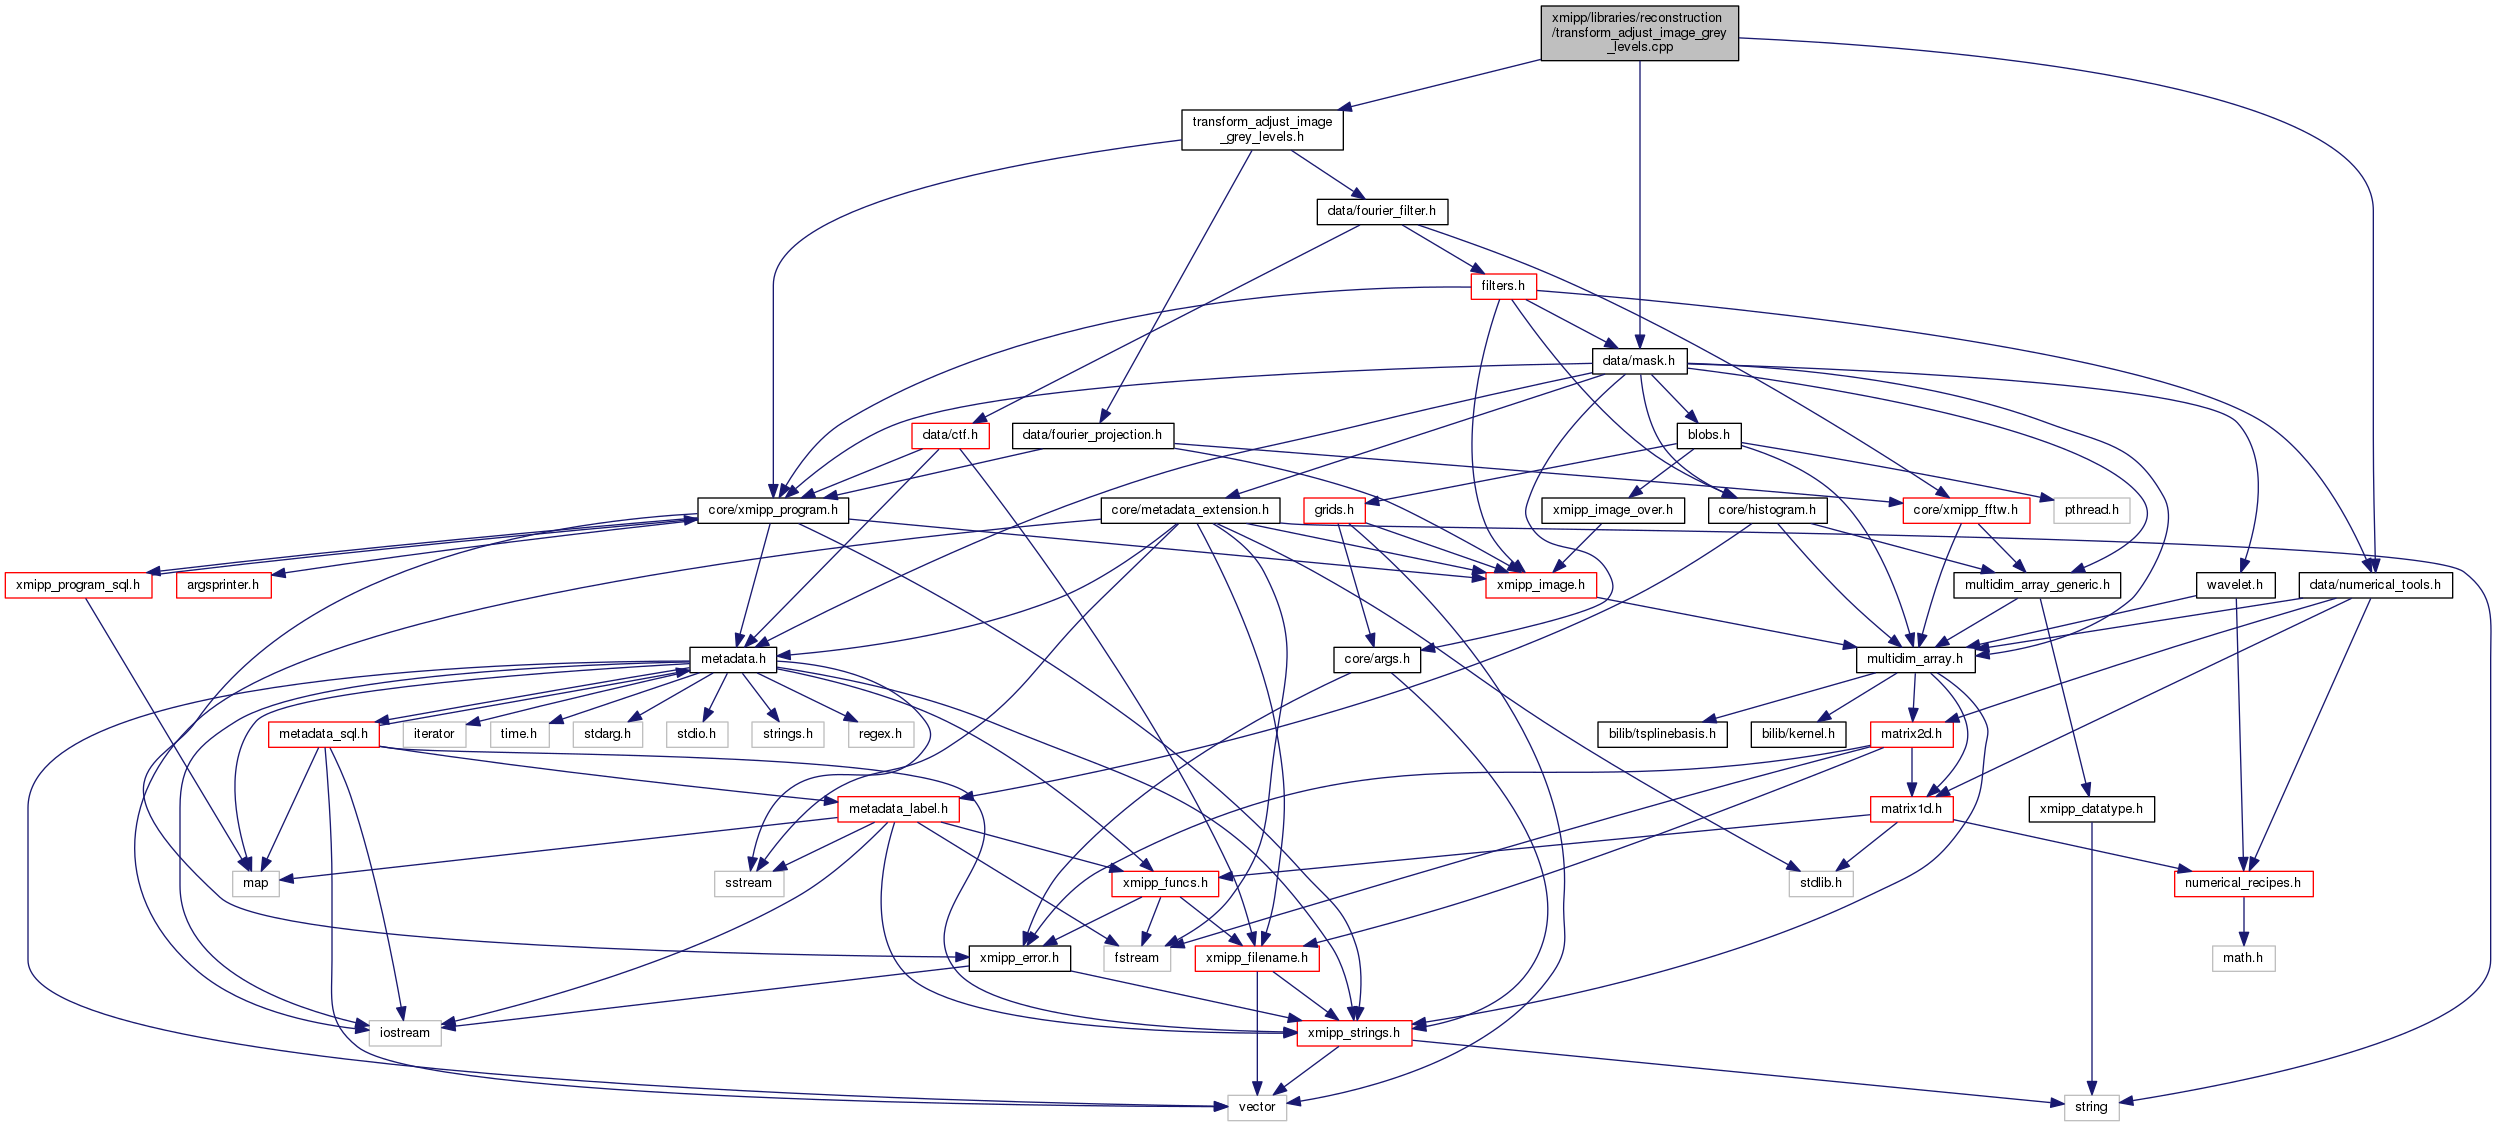 xmipp/libraries/reconstruction
/transform_adjust_image_grey
_levels.cpp
transform_adjust_image
_grey_levels.h
data/fourier_filter.h
filters.h
data/mask.h
data/ctf.h
data/fourier_projection.h
blobs.h
core/xmipp_program.h
core/metadata_extension.h
grids.h
xmipp_image_over.h
core/histogram.h
core/xmipp_fftw.h
pthread.h
xmipp_program_sql.h
argsprinter.h
xmipp_image.h
multidim_array_generic.h
wavelet.h
data/numerical_tools.h
metadata.h
core/args.h
multidim_array.h
metadata_sql.h
iterator
time.h
stdarg.h
stdio.h
strings.h
regex.h
bilib/tsplinebasis.h
bilib/kernel.h
matrix2d.h
metadata_label.h
matrix1d.h
xmipp_datatype.h
map
sstream
xmipp_funcs.h
stdlib.h
numerical_recipes.h
xmipp_error.h
fstream
xmipp_filename.h
math.h
iostream
xmipp_strings.h
vector
string